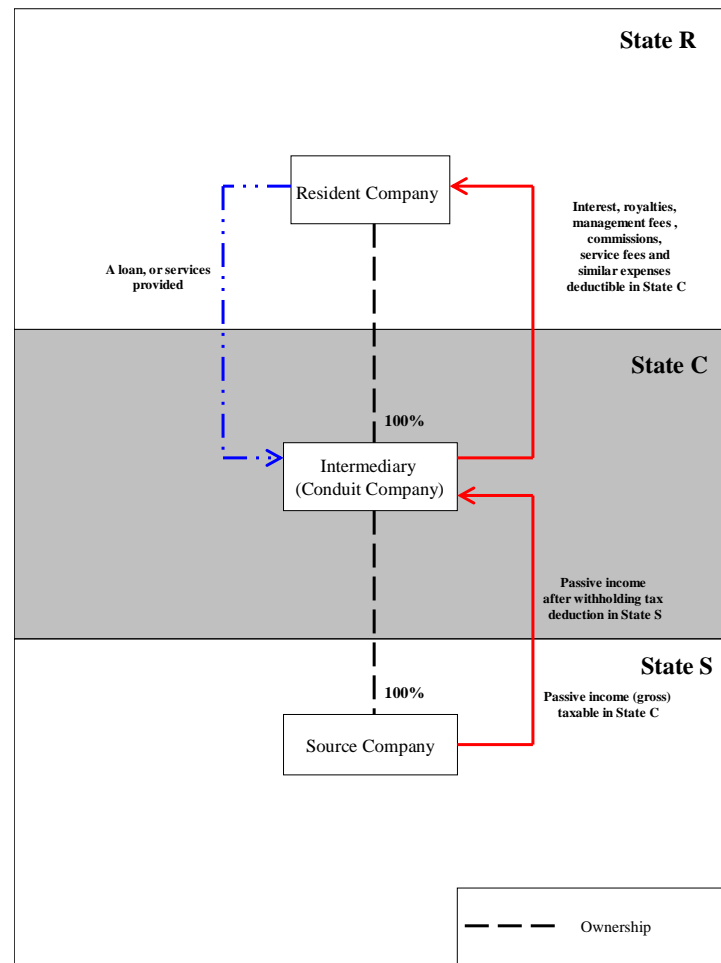 State R
Resident Company
Interest, royalties,
management fees ,
commissions,
service fees and
similar expenses
deductible in State C
A loan, or services
provided
State C
100%
Intermediary
(Conduit Company)
Passive income
after withholding tax
deduction in State S
State S
100%
Passive income (gross)
taxable in State C
Source Company
Ownership